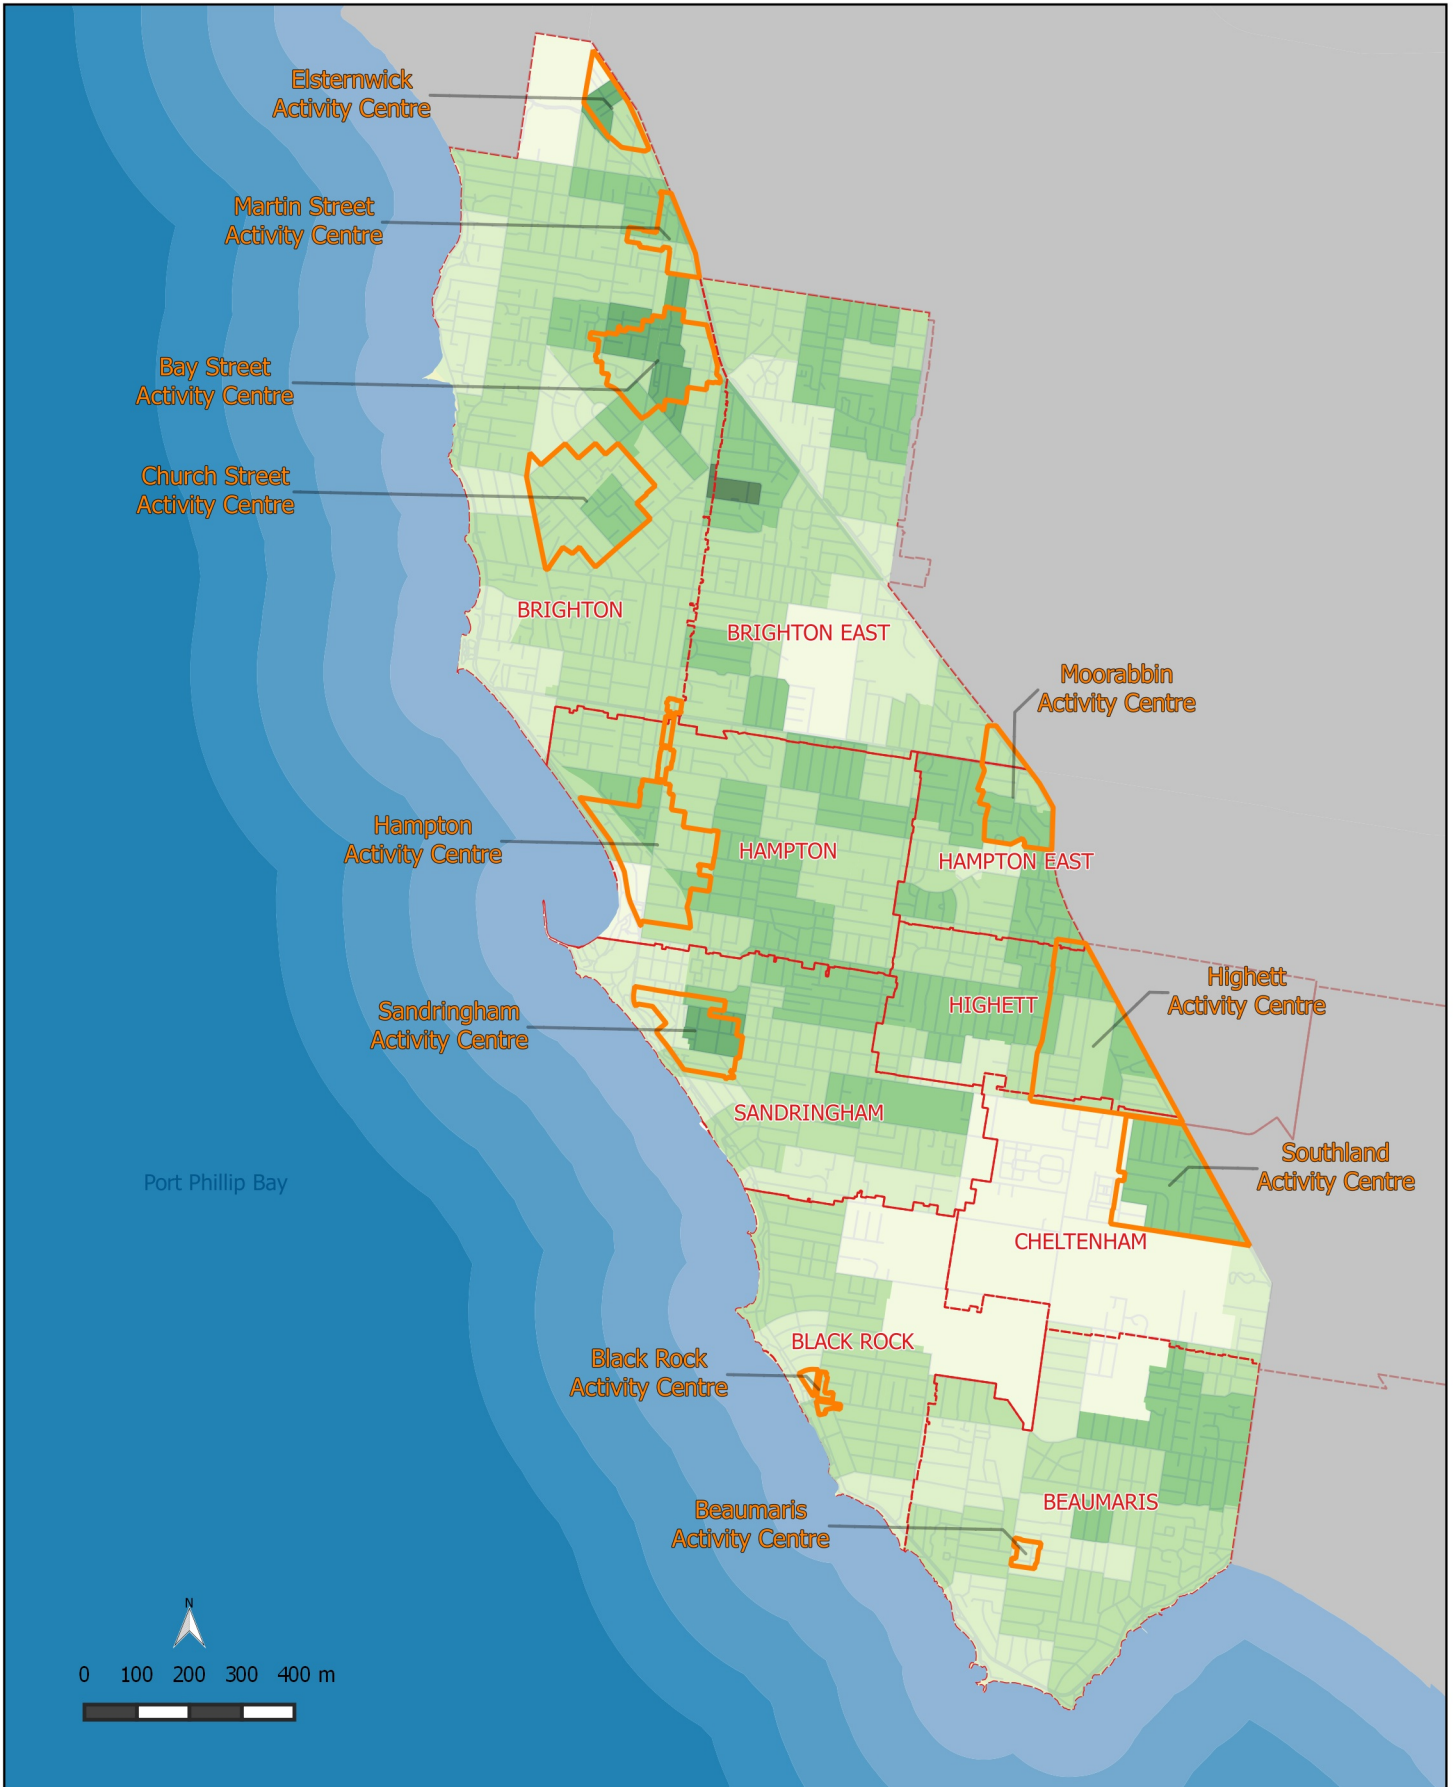 Elsternwick
Activity Centre
Martin Street
Activity Centre
Bay Street
Activity Centre
Church Street
Activity Centre
BRIGHTON
BRIGHTON EAST
Moorabbin
Activity Centre
Hampton
Activity Centre
HAMPTON
HAMPTON EAST
Highett
Activity Centre
HIGHETT
Sandringham
Activity Centre
SANDRINGHAM
Southland
Activity Centre
Port Phillip Bay
CHELTENHAM
BLACK ROCK
Black Rock
Activity Centre
BEAUMARIS
Beaumaris
Activity Centre
N
0 100 200 300 400 m